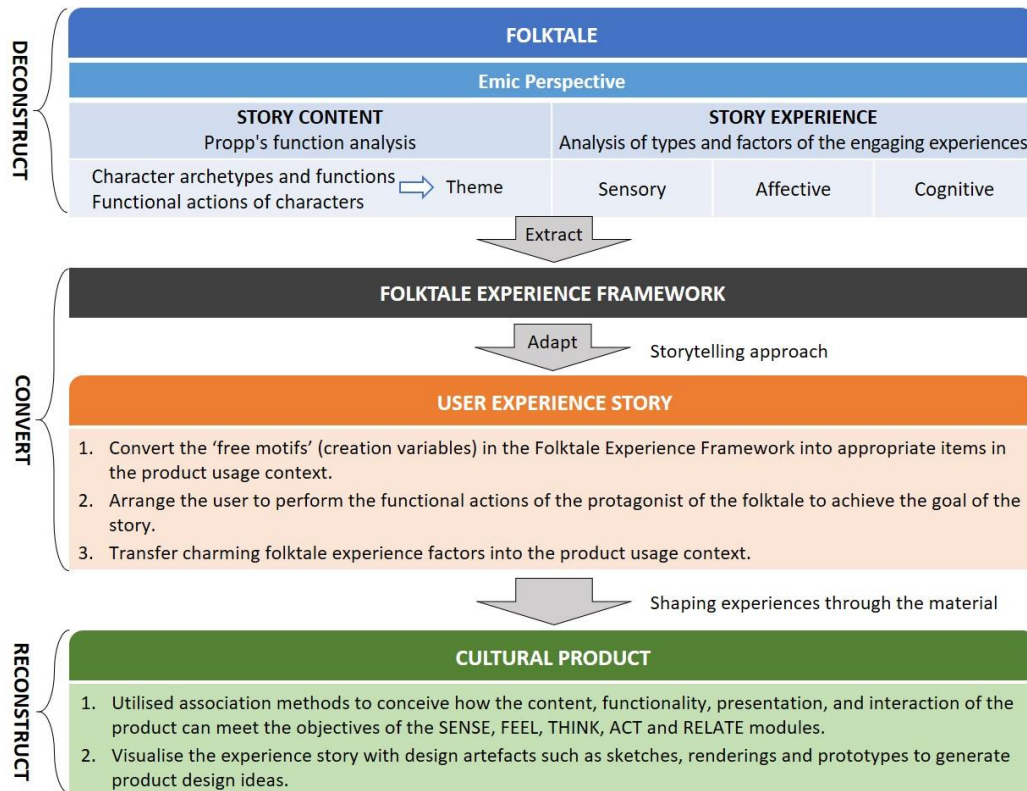 DECONSTRUCT
FOLKTALE
Emic Perspective
STORY CONTENT
Propp's function analysis
STORY EXPERIENCE
Analysis of types and factors of the engaging experiences
Character archetypes and functions
Functional actions of characters
Theme
Sensory
Affective
Cognitive
Extract
CONVERT
FOLKTALE EXPERIENCE FRAMEWORK
Adapt
Storytelling approach
USER EXPERIENCE STORY
1. Convert the ‘free motifs’ (creation variables) in the Folktale Experience Framework into appropriate items in
the product usage context.
2. Arrange the user to perform the functional actions of the protagonist of the folktale to achieve the goal of the
story.
3. Transfer charming folktale experience factors into the product usage context.
Shaping experiences through the material
RECONSTRUCT
CULTURAL PRODUCT
1. Utilised association methods to conceive how the content, functionality, presentation, and interaction of the
product can meet the objectives of the SENSE, FEEL, THINK, ACT and RELATE modules.
2. Visualise the experience story with design artefacts such as sketches, renderings and prototypes to generate
product design ideas.